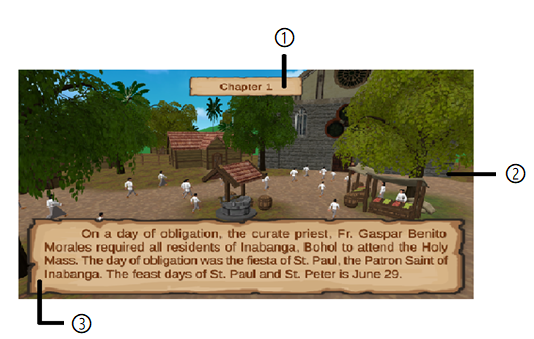 ①
Chapter 1
②
On a day of obligation, the curate priest, Fr. Gaspar Benito
Morales required all residents of Inabanga, Bohol to attend the Holy
Mass. The day of obligation was the fiesta of St. Paul, the Patron Saint of
Inabanga. The feast days of St. Paul and St. Peter is June 29.
③